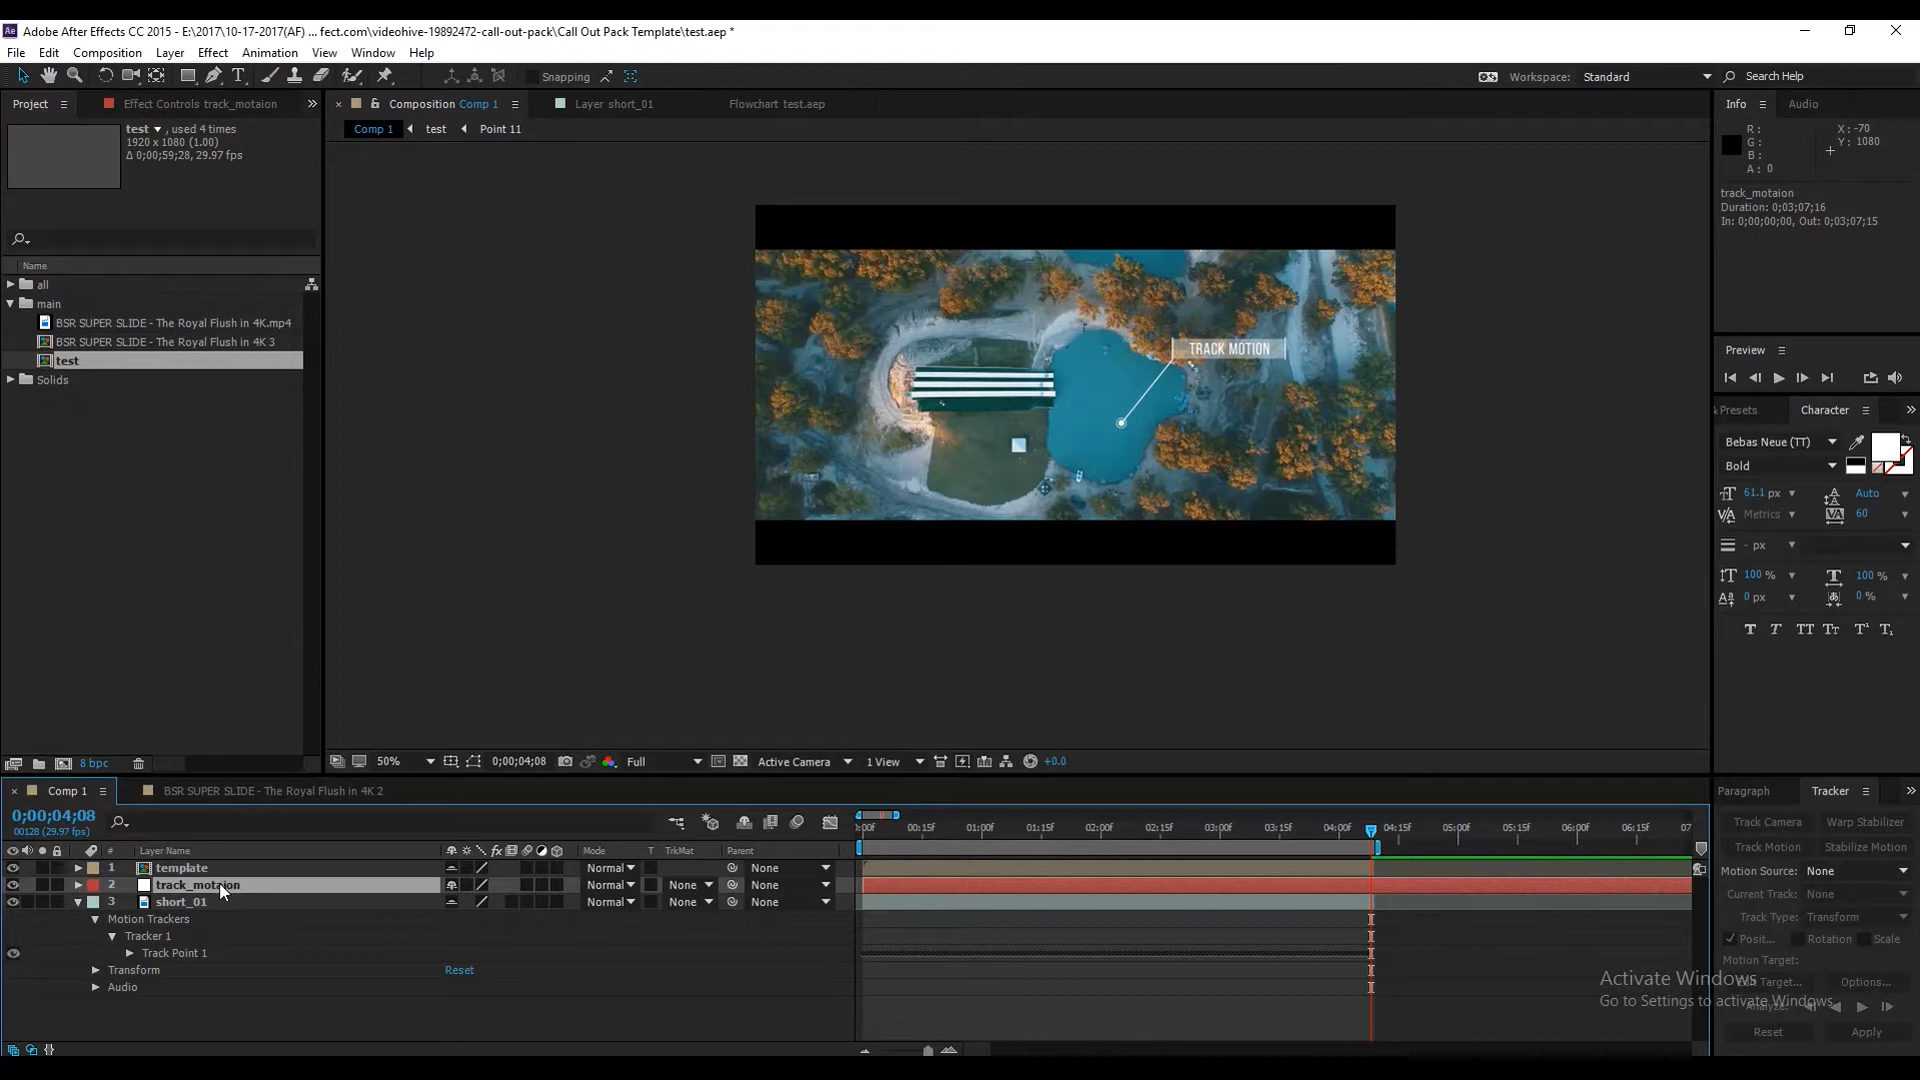 Adobe After Effects CC 2015 - E:\2017\10-17-2017(AF) ... fect.com\videohive-19892472-call-out-pack\Call Out Pack Template\test.aep *
File Edit Composition Layer Effect Animation View Window Help
Snapping
Workspace: Standard
Search Help
Project
Effect Controls track_motaion
test ▼ , used 4 times
1920 x 1080 (1.00)
Δ 0;00;59;28, 29.97 fps
Name
all
main
BSR SUPER SLIDE - The Royal Flush in 4K.mp4
BSR SUPER SLIDE - The Royal Flush in 4K 3
test
Solids
8 bpc
Composition Comp 1
Layer short_01
Flowchart test.aep
Comp 1 test Point 11
TRACK MOTION
50%
0;00;04;08
Full
Active Camera
1 View
+0.0
Info
Audio
R:
G:
B:
A: 0
X: -70
Y: 1080
track_motaion
Duration: 0;03;07;16
In: 0;00;00;00, Out: 0;03;07;15
Preview
& Presets
Character
Bebas Neue (TT)
Bold
61.1 px
Auto
Metrics
60
- px
100 %
100 %
0 px
0 %
Comp 1
BSR SUPER SLIDE - The Royal Flush in 4K 2
0;00;04;08
00128 (29.97 fps)
:00f 00:15f 01:00f 01:15f 02:00f 02:15f 03:00f 03:15f 04:00f 04:15f 05:00f 05:15f 06:00f 06:15f 07
# Layer Name Mode T TrkMat Parent
1 template Normal None
2 track_motaion Normal None None
3 short_01 Normal None None
Motion Trackers
Tracker 1
Track Point 1
Transform Reset
Audio
Paragraph
Tracker
Track Camera Warp Stabilizer
Track Motion Stabilize Motion
Motion Source: None
Current Track: None
Track Type: Transform
Posit... Rotation Scale
Motion Target:
Edit Target... Options...
Analyze:
Reset Apply
Activate Windows
Go to Settings to activate Windows.